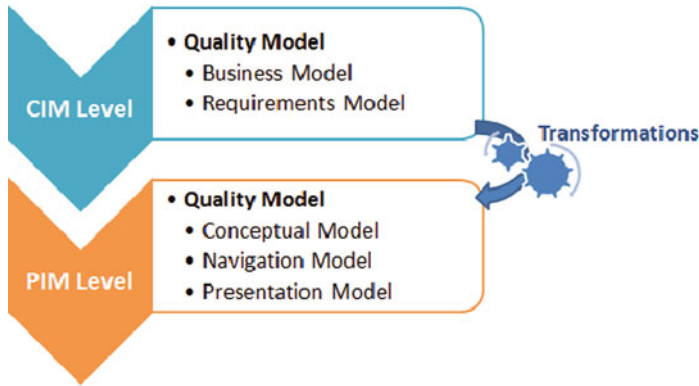 CIM Level
• Quality Model
• Business Model
• Requirements Model
Transformations
PIM Level
• Quality Model
• Conceptual Model
• Navigation Model
• Presentation Model